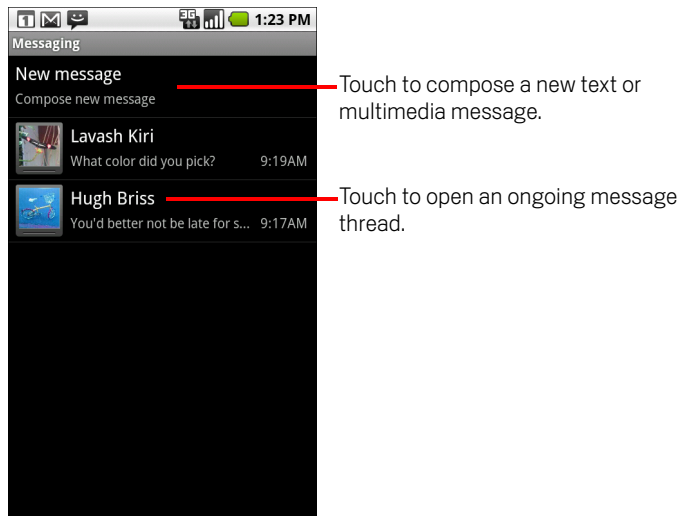 1 3G 1:23 PM
Messaging
New message
Compose new message
Touch to compose a new text or
multimedia message.
Lavash Kiri
What color did you pick? 9:19AM
Hugh Briss
You'd better not be late for s... 9:17AM
Touch to open an ongoing message
thread.